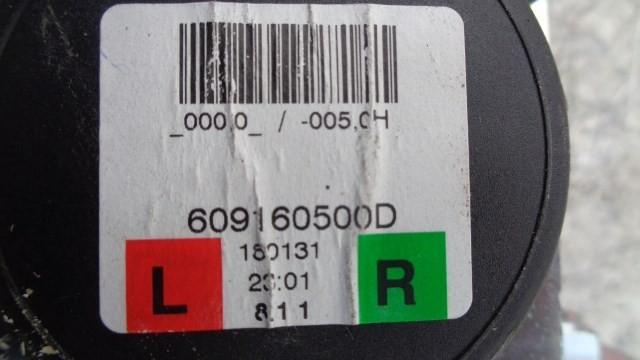 _000,0_ / -005,0H
609160500D
180131
L 23:01 R
8.1 1